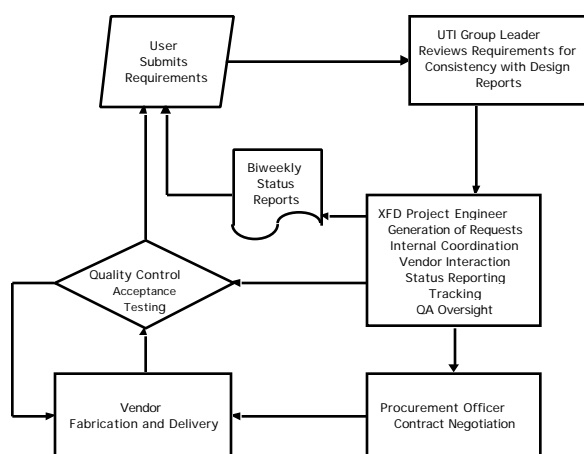 User
Submits
Requirements
UTI Group Leader
Reviews Requirements for
Consistency with Design
Reports
Biweekly
Status
Reports
XFD Project Engineer
Generation of Requests
Internal Coordination
Vendor Interaction
Status Reporting
Tracking
QA Oversight
Quality Control
Acceptance
Testing
Vendor
Fabrication and Delivery
Procurement Officer
Contract Negotiation